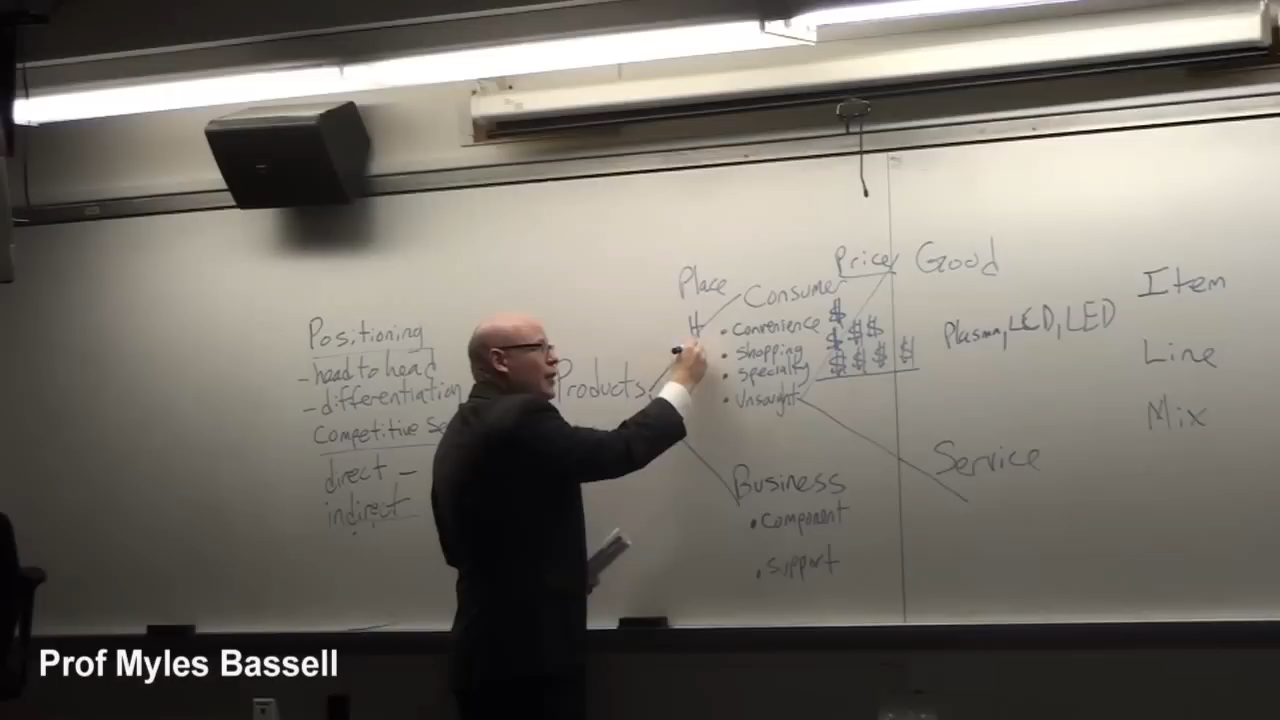 Positioning
- head to head
- differentiation
Competitive Se
direct -
indirect
Products
Place
H
Consumer
• Convenience
• Shopping
• Specialty
• Unsought
Price
$
$ $ $
$ $ $ $
Business
• Component
• Support
Good
Plasma, LCD, LED
Service
Item
Line
Mix
Prof Myles Bassell